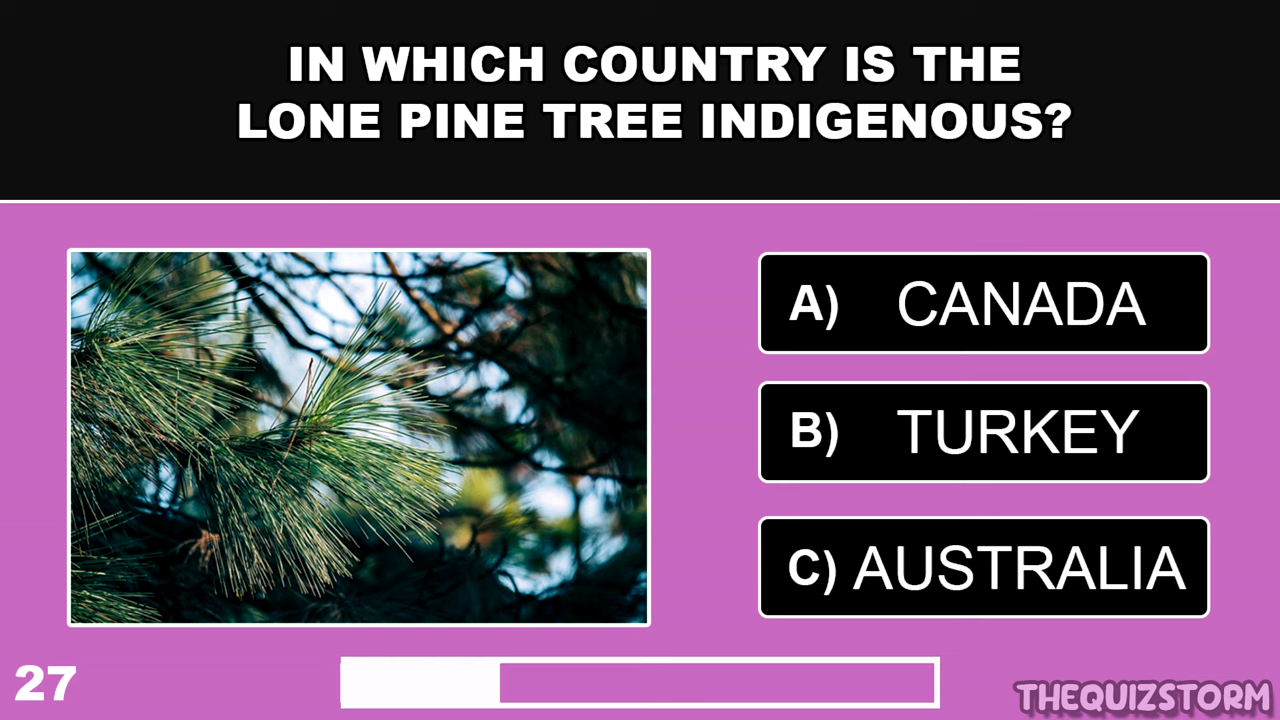 IN WHICH COUNTRY IS THE
LONE PINE TREE INDIGENOUS?
A) CANADA
B) TURKEY
C) AUSTRALIA
27
THEQUIZSTORM